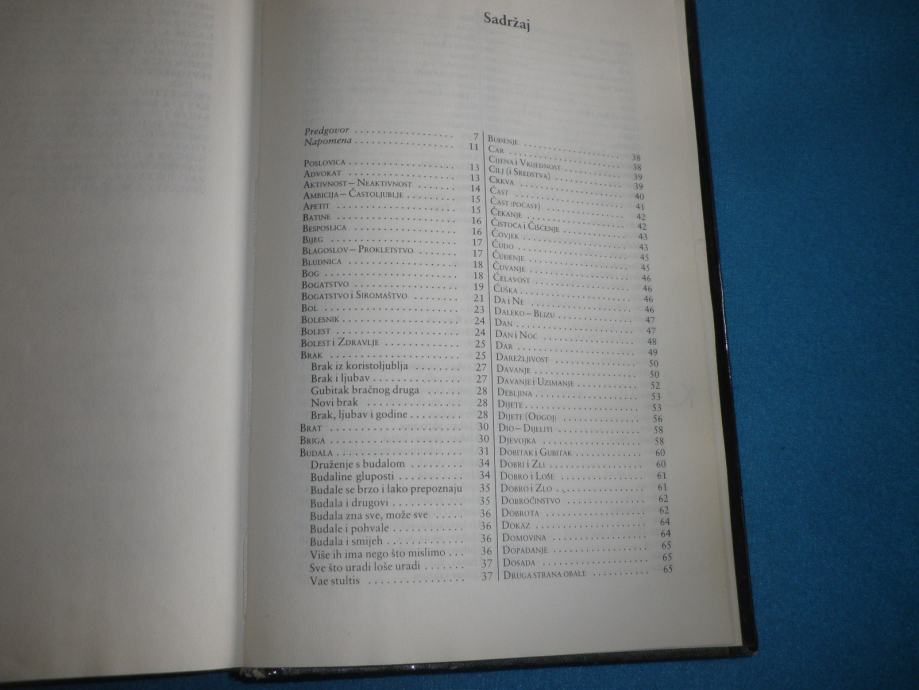 Sadržaj
Predgovor . . . . . . . . . . 7
Napomena . . . . . . . . . . 11
POSLOVICA . . . . . . . . . . 13
ADVOKAT . . . . . . . . . . 13
AKTIVNOST – NEAKTIVNOST . . . . . . 14
AMBICIJA – ČASTOLJUBLJE . . . . . . 15
APETIT . . . . . . . . . . 15
BATINE . . . . . . . . . . 16
BESPOSLICA . . . . . . . . . . 16
BIJEG . . . . . . . . . . 17
BLAGOSLOV – PROKLETSTVO . . . . . . 17
BLUDNICA . . . . . . . . . . 18
BOG . . . . . . . . . . 18
BOGATSTVO . . . . . . . . . . 19
BOGATSTVO I SIROMAŠTVO . . . . . . 21
BOL . . . . . . . . . . 23
BOLESNIK . . . . . . . . . . 24
BOLEST . . . . . . . . . . 24
BOLEST I ZDRAVLJE . . . . . . . . 25
BRAK . . . . . . . . . . 25
Brak iz koristoljublja . . . . . . . 27
Brak i ljubav . . . . . . . . . . 27
Gubitak bračnog druga . . . . . . 28
Novi brak . . . . . . . . . . 28
Brak, ljubav i godine . . . . . . . 28
BRAT . . . . . . . . . . 30
BRIGA . . . . . . . . . . 30
BUDALA . . . . . . . . . . 31
Druženje s budalom . . . . . . . . 34
Budaline gluposti . . . . . . . . 34
Budale se brzo i lako prepoznaju 35
Budala i drugovi . . . . . . . . 35
Budala zna sve, može sve . . . . . 36
Budale i pohvale . . . . . . . . 36
Budala i smijeh . . . . . . . . 36
Više ih ima nego što mislimo . . . 36
Sve što uradi loše uradi . . . . . . 37
Vae stultis . . . . . . . . . . 37
BUĐENJE . . . . . . . . . . 38
CAR . . . . . . . . . . 38
CIJENA I VRIJEDNOST . . . . . . 39
CILJ (I SREDSTVA) . . . . . . . . 39
CRKVA . . . . . . . . . . 40
ČAST . . . . . . . . . . 41
ČAST (POČAST) . . . . . . . . 42
ČEKANJE . . . . . . . . . . 42
ČISTOĆA I ČIŠĆENJE . . . . . . 43
ČOVJEK . . . . . . . . . . 43
ČUDO . . . . . . . . . . 45
ČUĐENJE . . . . . . . . . . 45
ČUVANJE . . . . . . . . . . 46
ĆELAVOST . . . . . . . . . . 46
ĆUŠKA . . . . . . . . . . 46
DA I NE . . . . . . . . . . 46
DALEKO – BLIZU . . . . . . . . 47
DAN . . . . . . . . . . 47
DAN I NOĆ . . . . . . . . . . 48
DAR . . . . . . . . . . 49
DAREŽLJIVOST . . . . . . . . 50
DAVANJE . . . . . . . . . . 50
DAVANJE I UZIMANJE . . . . . . 52
DEBLJINA . . . . . . . . . . 53
DIJETE . . . . . . . . . . 53
DIJETE (ODGOJ) . . . . . . . . 56
DIO – DIJELITI . . . . . . . . 58
DJEVOJKA . . . . . . . . . . 58
DOBITAK I GUBITAK . . . . . . 60
DOBRI I ZLI . . . . . . . . . . 60
DOBRO I LOŠE . . . . . . . . 61
DOBRO I ZLO . . . . . . . . . . 61
DOBROČINSTVO . . . . . . . . 62
DOBROTA . . . . . . . . . . 62
DOKAZ . . . . . . . . . . 64
DOMOVINA . . . . . . . . . . 64
DOPADANJE . . . . . . . . . . 65
DOSADA . . . . . . . . . . 65
DRUGA STRANA OBALE . . . . . . 65